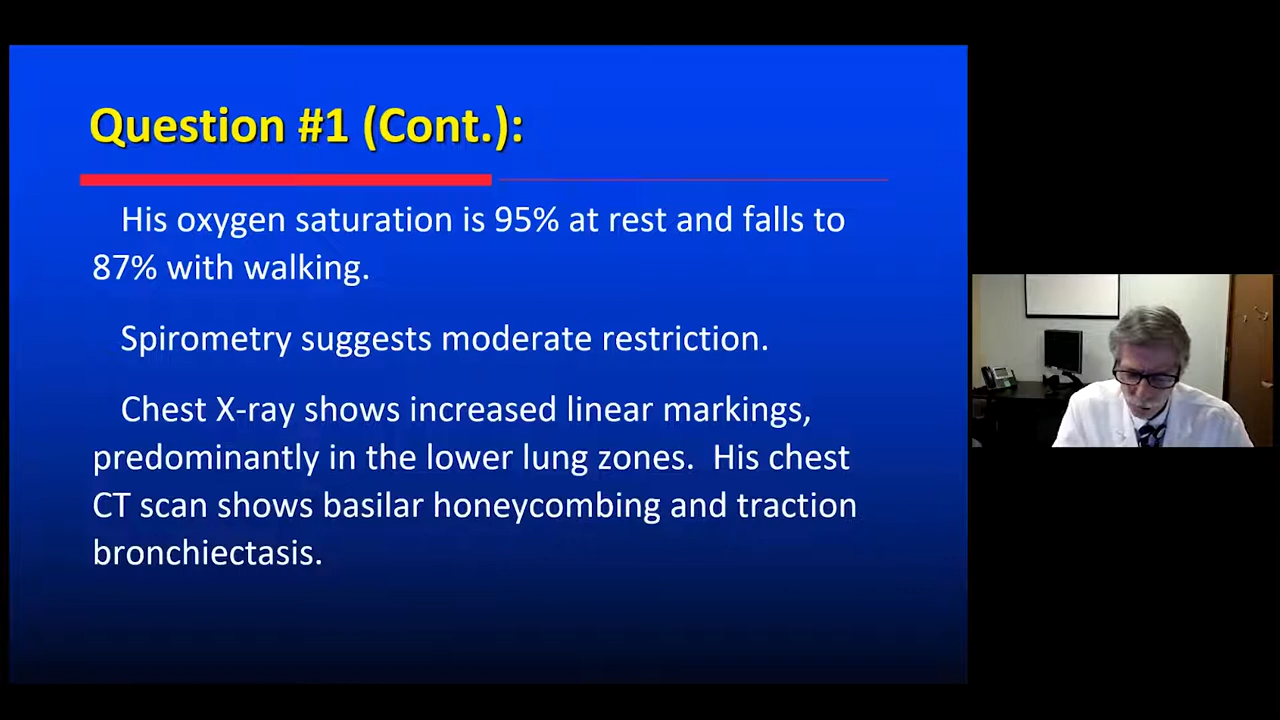 Question #1 (Cont.):
His oxygen saturation is 95% at rest and falls to
87% with walking.
Spirometry suggests moderate restriction.
Chest X-ray shows increased linear markings,
predominantly in the lower lung zones.  His chest
CT scan shows basilar honeycombing and traction
bronchiectasis.